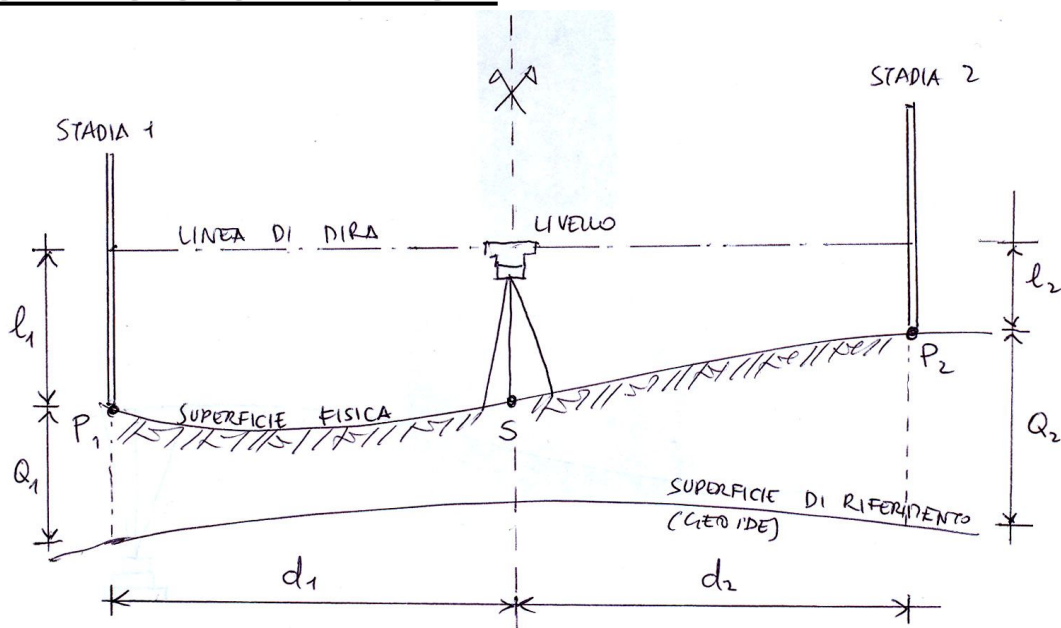 STADIA 2
STADIA 1
LINEA DI DIRA
LIVELLO
l₁
l₂
P₂
P₁
SUPERFICIE FISICA
S
Q₁
Q₂
SUPERFICIE DI RIFERIMENTO
(GEOIDE)
d₁
d₂